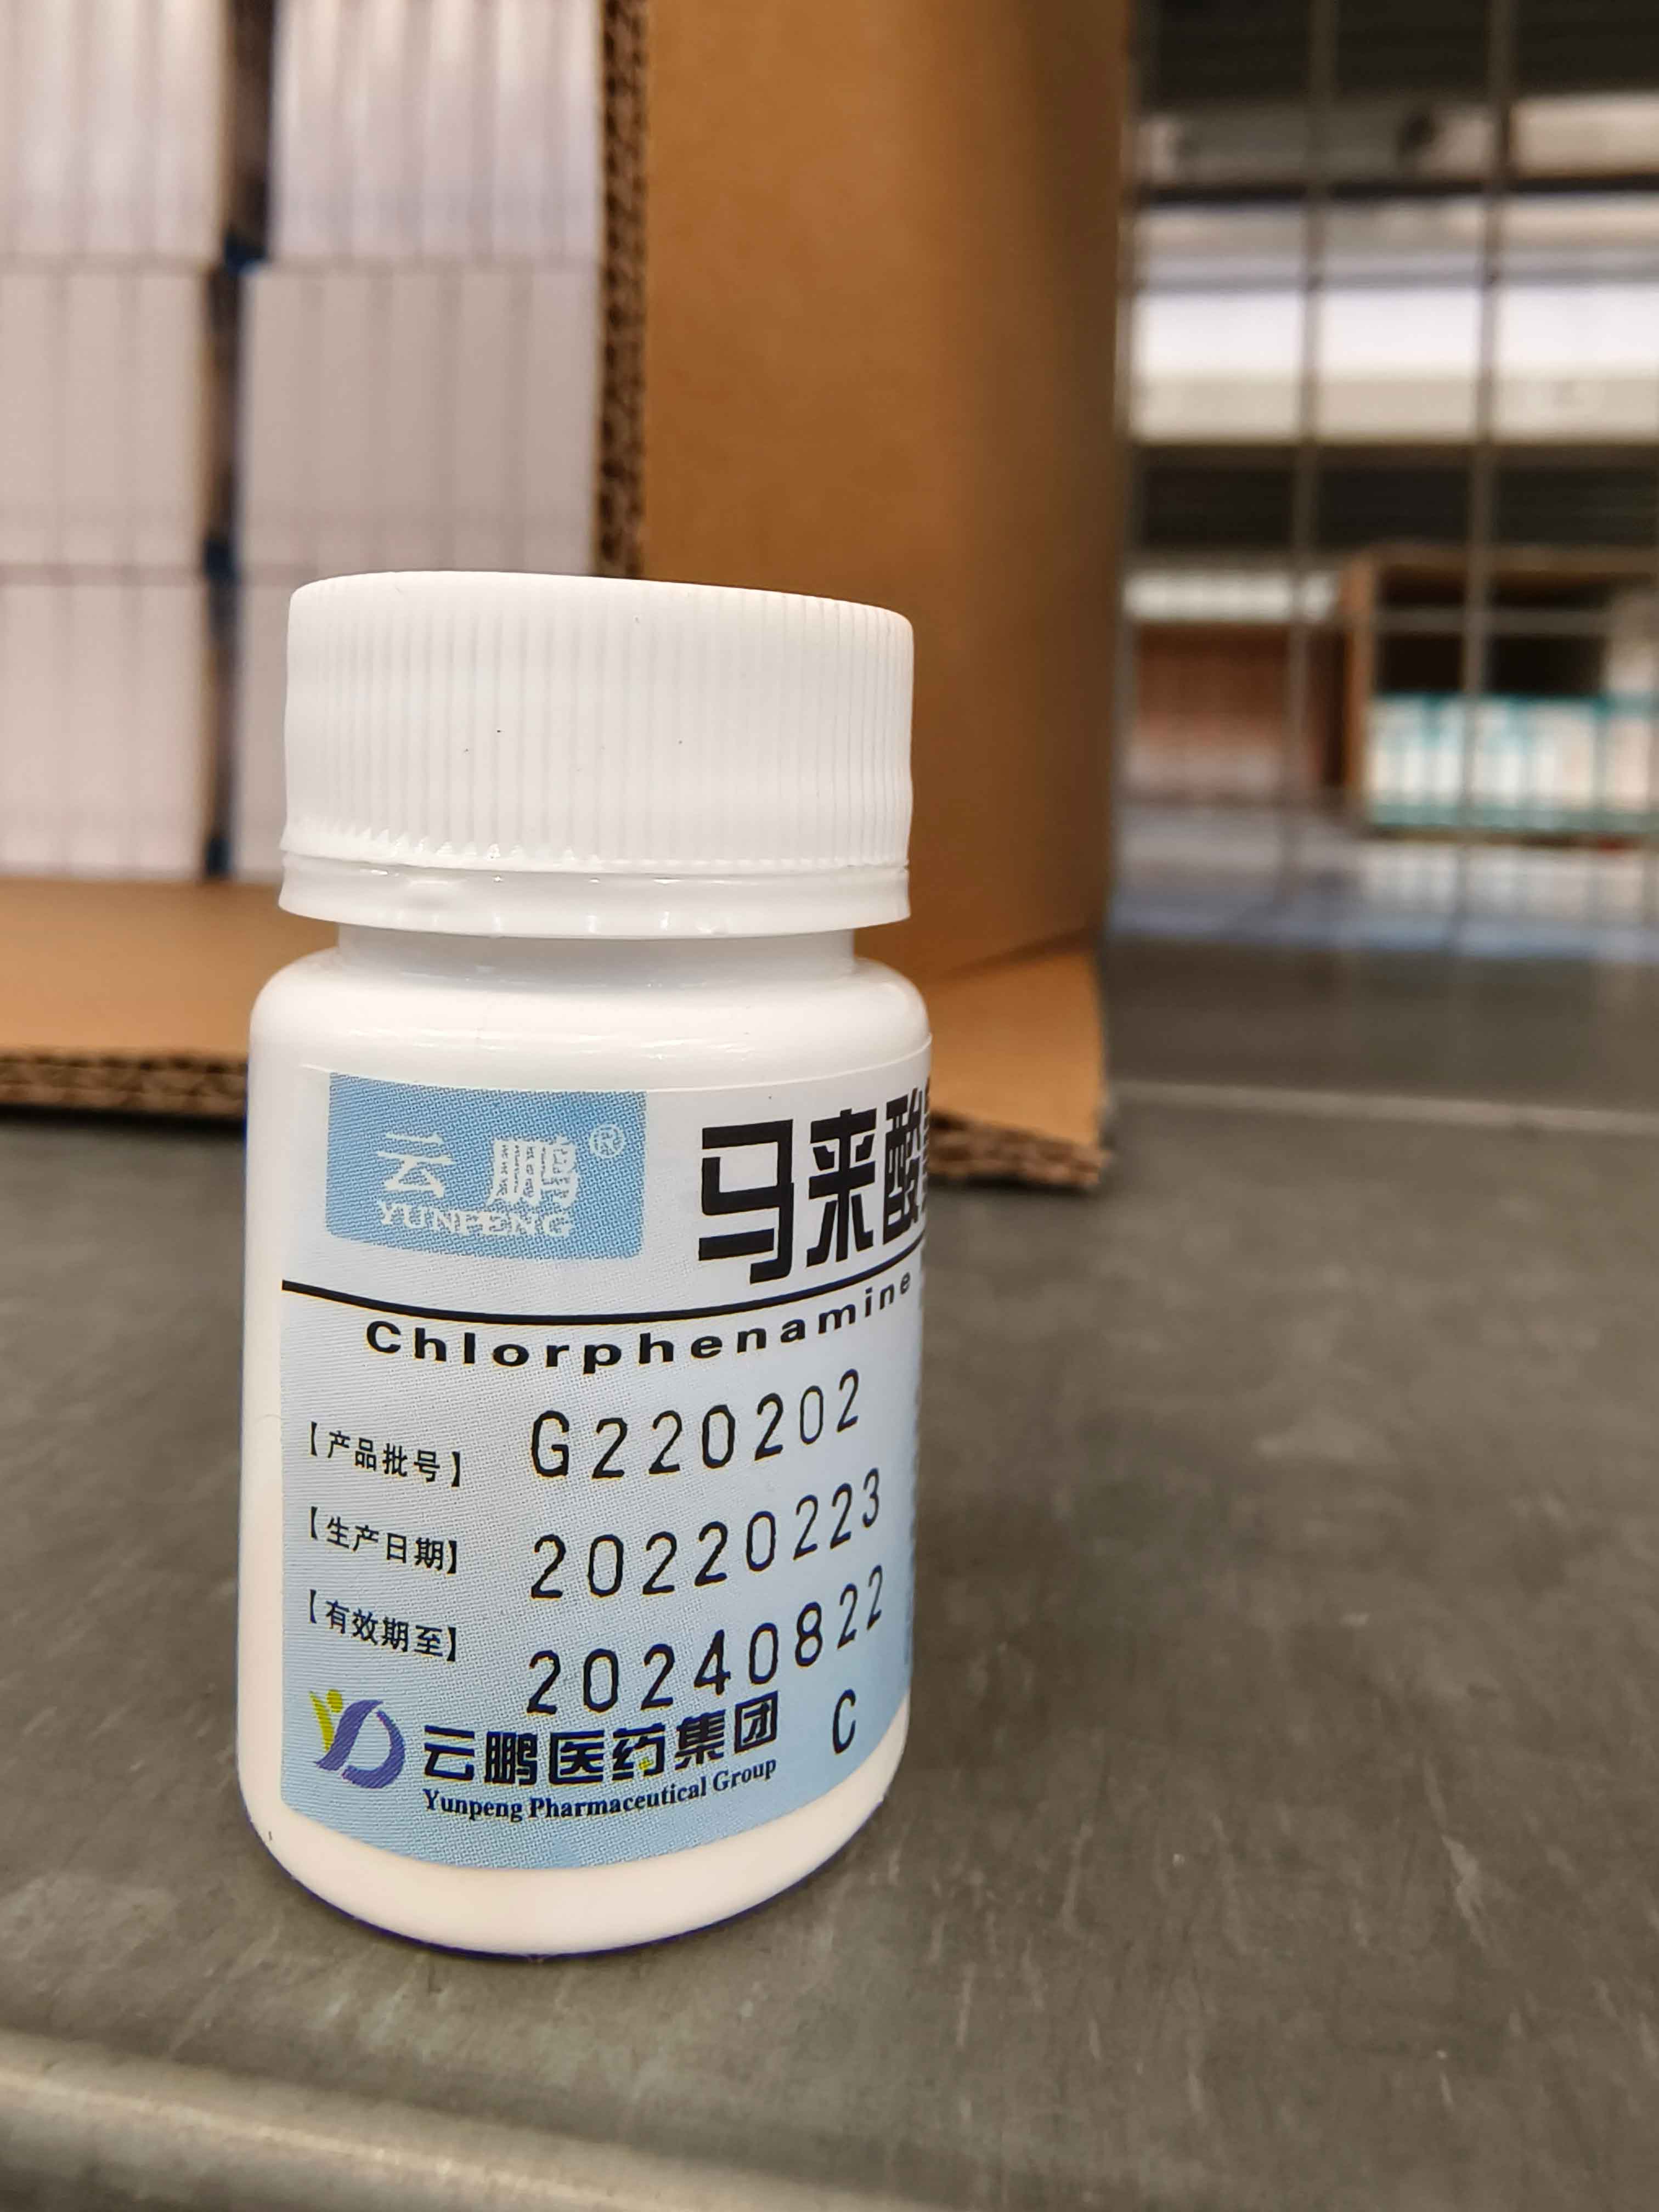 云鹏®
YUNPENG
马来酸
Chlorphenamine
【产品批号】 G220202
【生产日期】 20220223
【有效期至】 20240822
C
云鹏医药集团
Yunpeng Pharmaceutical Group